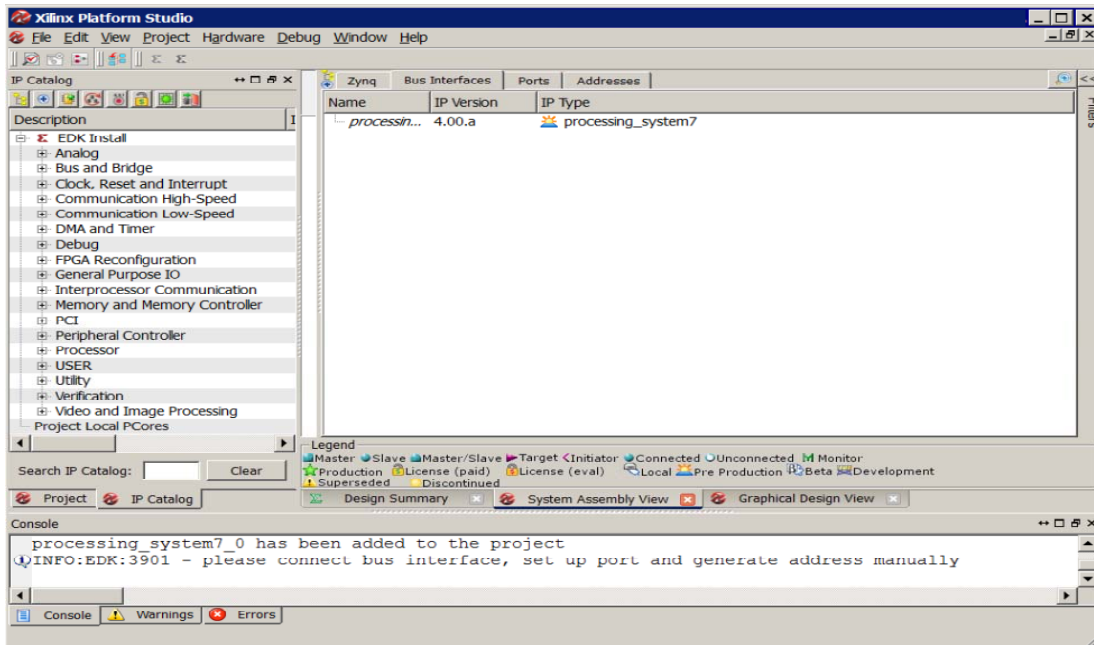 Xilinx Platform Studio
File Edit View Project Hardware Debug Window Help
IP Catalog
Description
EDK Install
Analog
Bus and Bridge
Clock, Reset and Interrupt
Communication High-Speed
Communication Low-Speed
DMA and Timer
Debug
FPGA Reconfiguration
General Purpose IO
Interprocessor Communication
Memory and Memory Controller
PCI
Peripheral Controller
Processor
USER
Utility
Verification
Video and Image Processing
Project Local PCores
Search IP Catalog: Clear
Project IP Catalog
Zynq Bus Interfaces Ports Addresses
Name IP Version IP Type
processin... 4.00.a processing_system7
Filters
Legend
Master Slave Master/Slave Target Initiator Connected Unconnected M Monitor
Production License (paid) License (eval) Local Pre Production Beta Development
Superseded Discontinued
Design Summary System Assembly View Graphical Design View
Console
processing_system7_0 has been added to the project
INFO:EDK:3901 - please connect bus interface, set up port and generate address manually
Console Warnings Errors